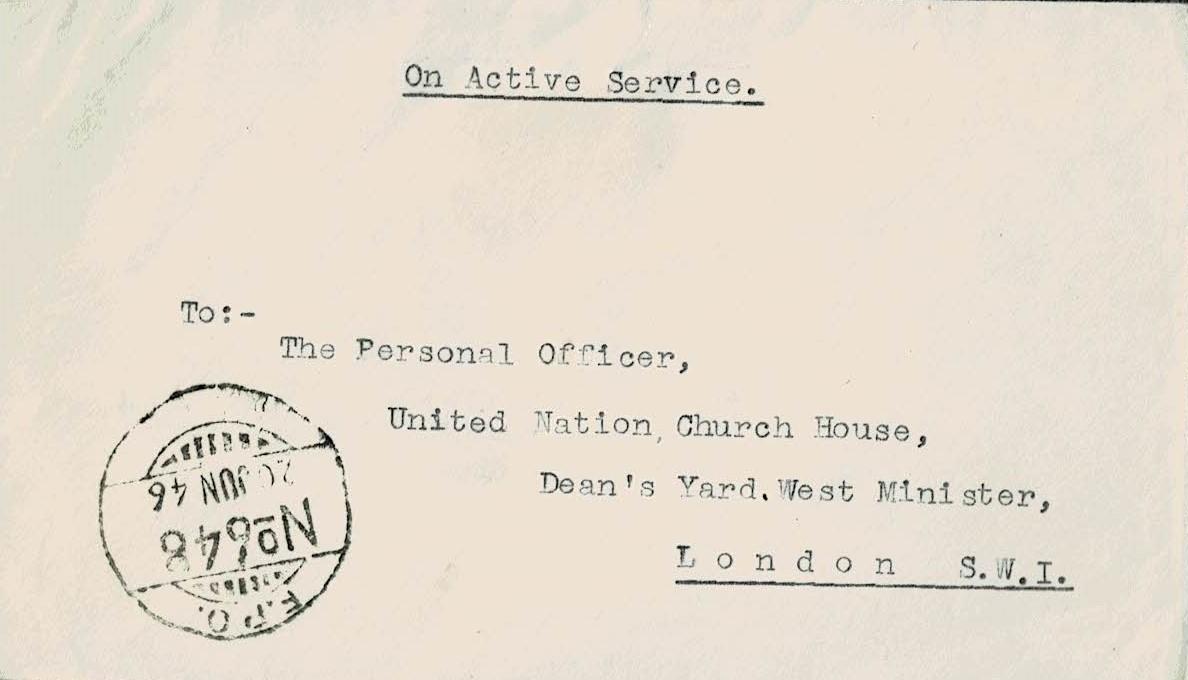 On Active Service.
To:-
The Personal Officer,
United Nation, Church House,
Dean's Yard.West Minister,
London S.W.I.
F.P.O.
No 648
20 JUN 46